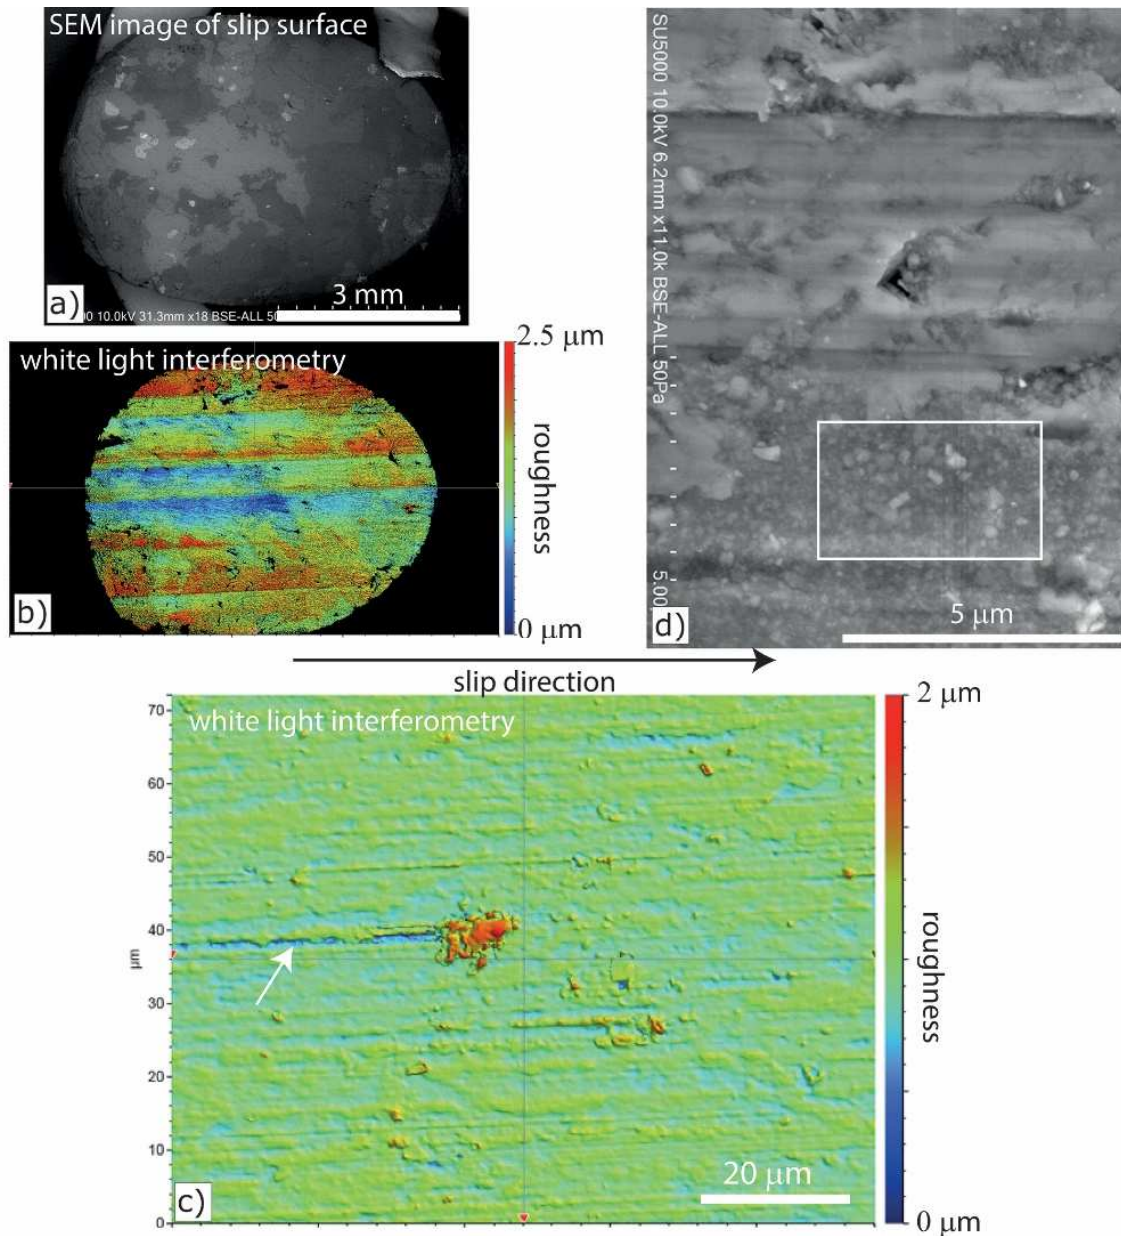 SEM image of slip surface
3 mm
a)
00 10.0kV 31.3mm x18 BSE-ALL 50
white light interferometry
2.5 µm
roughness
0 µm
b)
SU5000 10.0kV 6.2mm x11.0k BSE-ALL 50Pa
5.00
5 µm
d)
slip direction
white light interferometry
2 µm
70
60
50
40
µm
30
20
10
0
roughness
20 µm
c)
0 µm